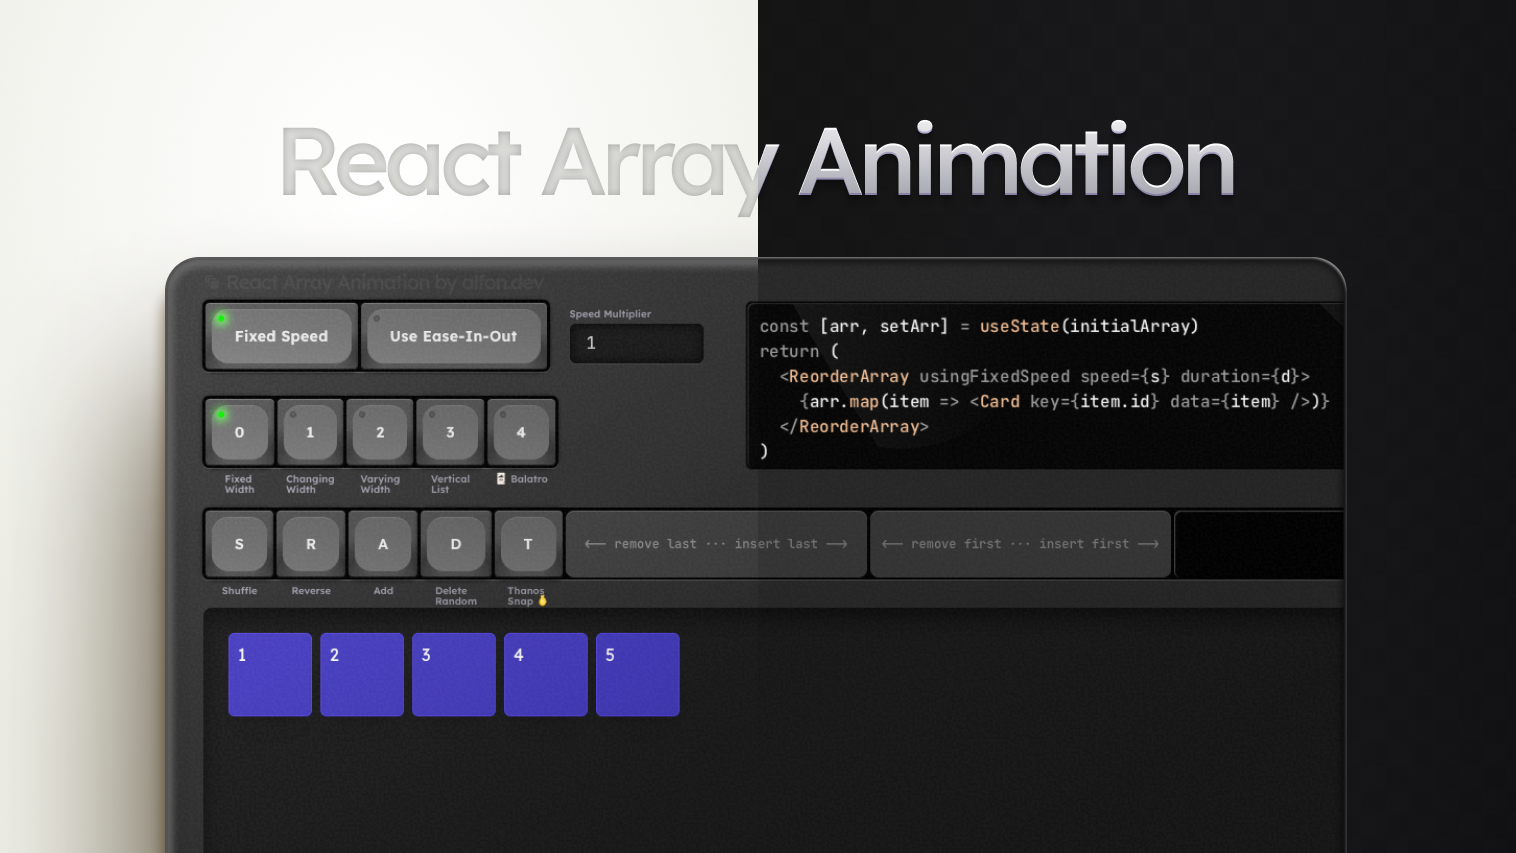 React Array Animation
React Array Animation by alfon.dev
Fixed Speed
Use Ease-In-Out
Speed Multiplier
1
const [arr, setArr] = useState(initialArray)
return (
<ReorderArray usingFixedSpeed speed={s} duration={d}>
{arr.map(item => <Card key={item.id} data={item} />)}
</ReorderArray>
)
0
1
2
3
4
Fixed
Width
Changing
Width
Varying
Width
Vertical
List
🃏 Balatro
S
R
A
D
T
⟵ remove last ··· insert last ⟶
⟵ remove first ··· insert first ⟶
Shuffle
Reverse
Add
Delete
Random
Thanos
Snap 🫰
1
2
3
4
5